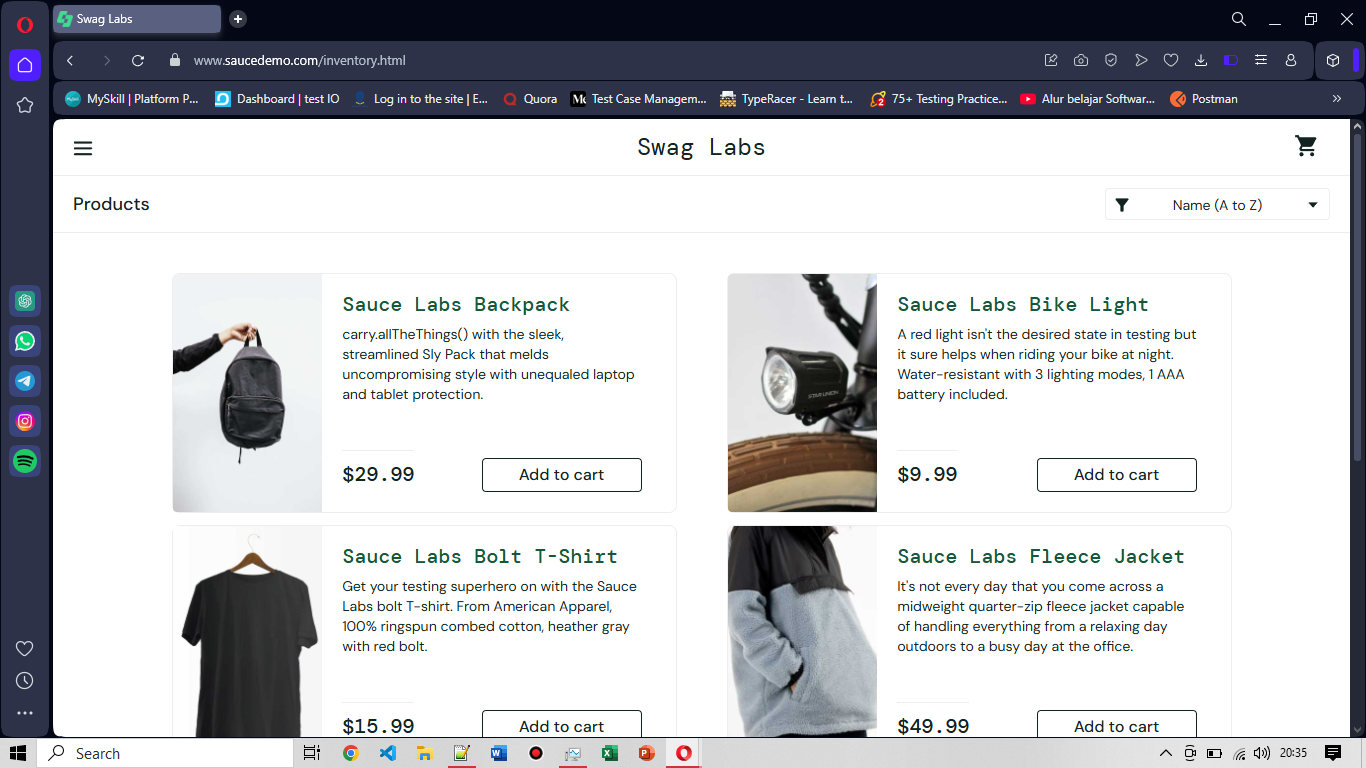 Swag Labs
www.saucedemo.com/inventory.html
MySkill | Platform P...
Dashboard | test IO
Log in to the site | E...
Quora
Test Case Managem...
TypeRacer - Learn t...
75+ Testing Practice...
Alur belajar Softwar...
Postman
Swag Labs
Products
Name (A to Z)
Sauce Labs Backpack
carry.allTheThings() with the sleek,
streamlined Sly Pack that melds
uncompromising style with unequaled laptop
and tablet protection.
$29.99
Add to cart
Sauce Labs Bike Light
A red light isn't the desired state in testing but
it sure helps when riding your bike at night.
Water-resistant with 3 lighting modes, 1 AAA
battery included.
$9.99
Add to cart
Sauce Labs Bolt T-Shirt
Get your testing superhero on with the Sauce
Labs bolt T-shirt. From American Apparel,
100% ringspun combed cotton, heather gray
with red bolt.
$15.99
Add to cart
Sauce Labs Fleece Jacket
It's not every day that you come across a
midweight quarter-zip fleece jacket capable
of handling everything from a relaxing day
outdoors to a busy day at the office.
$49.99
Add to cart
Search
20:35